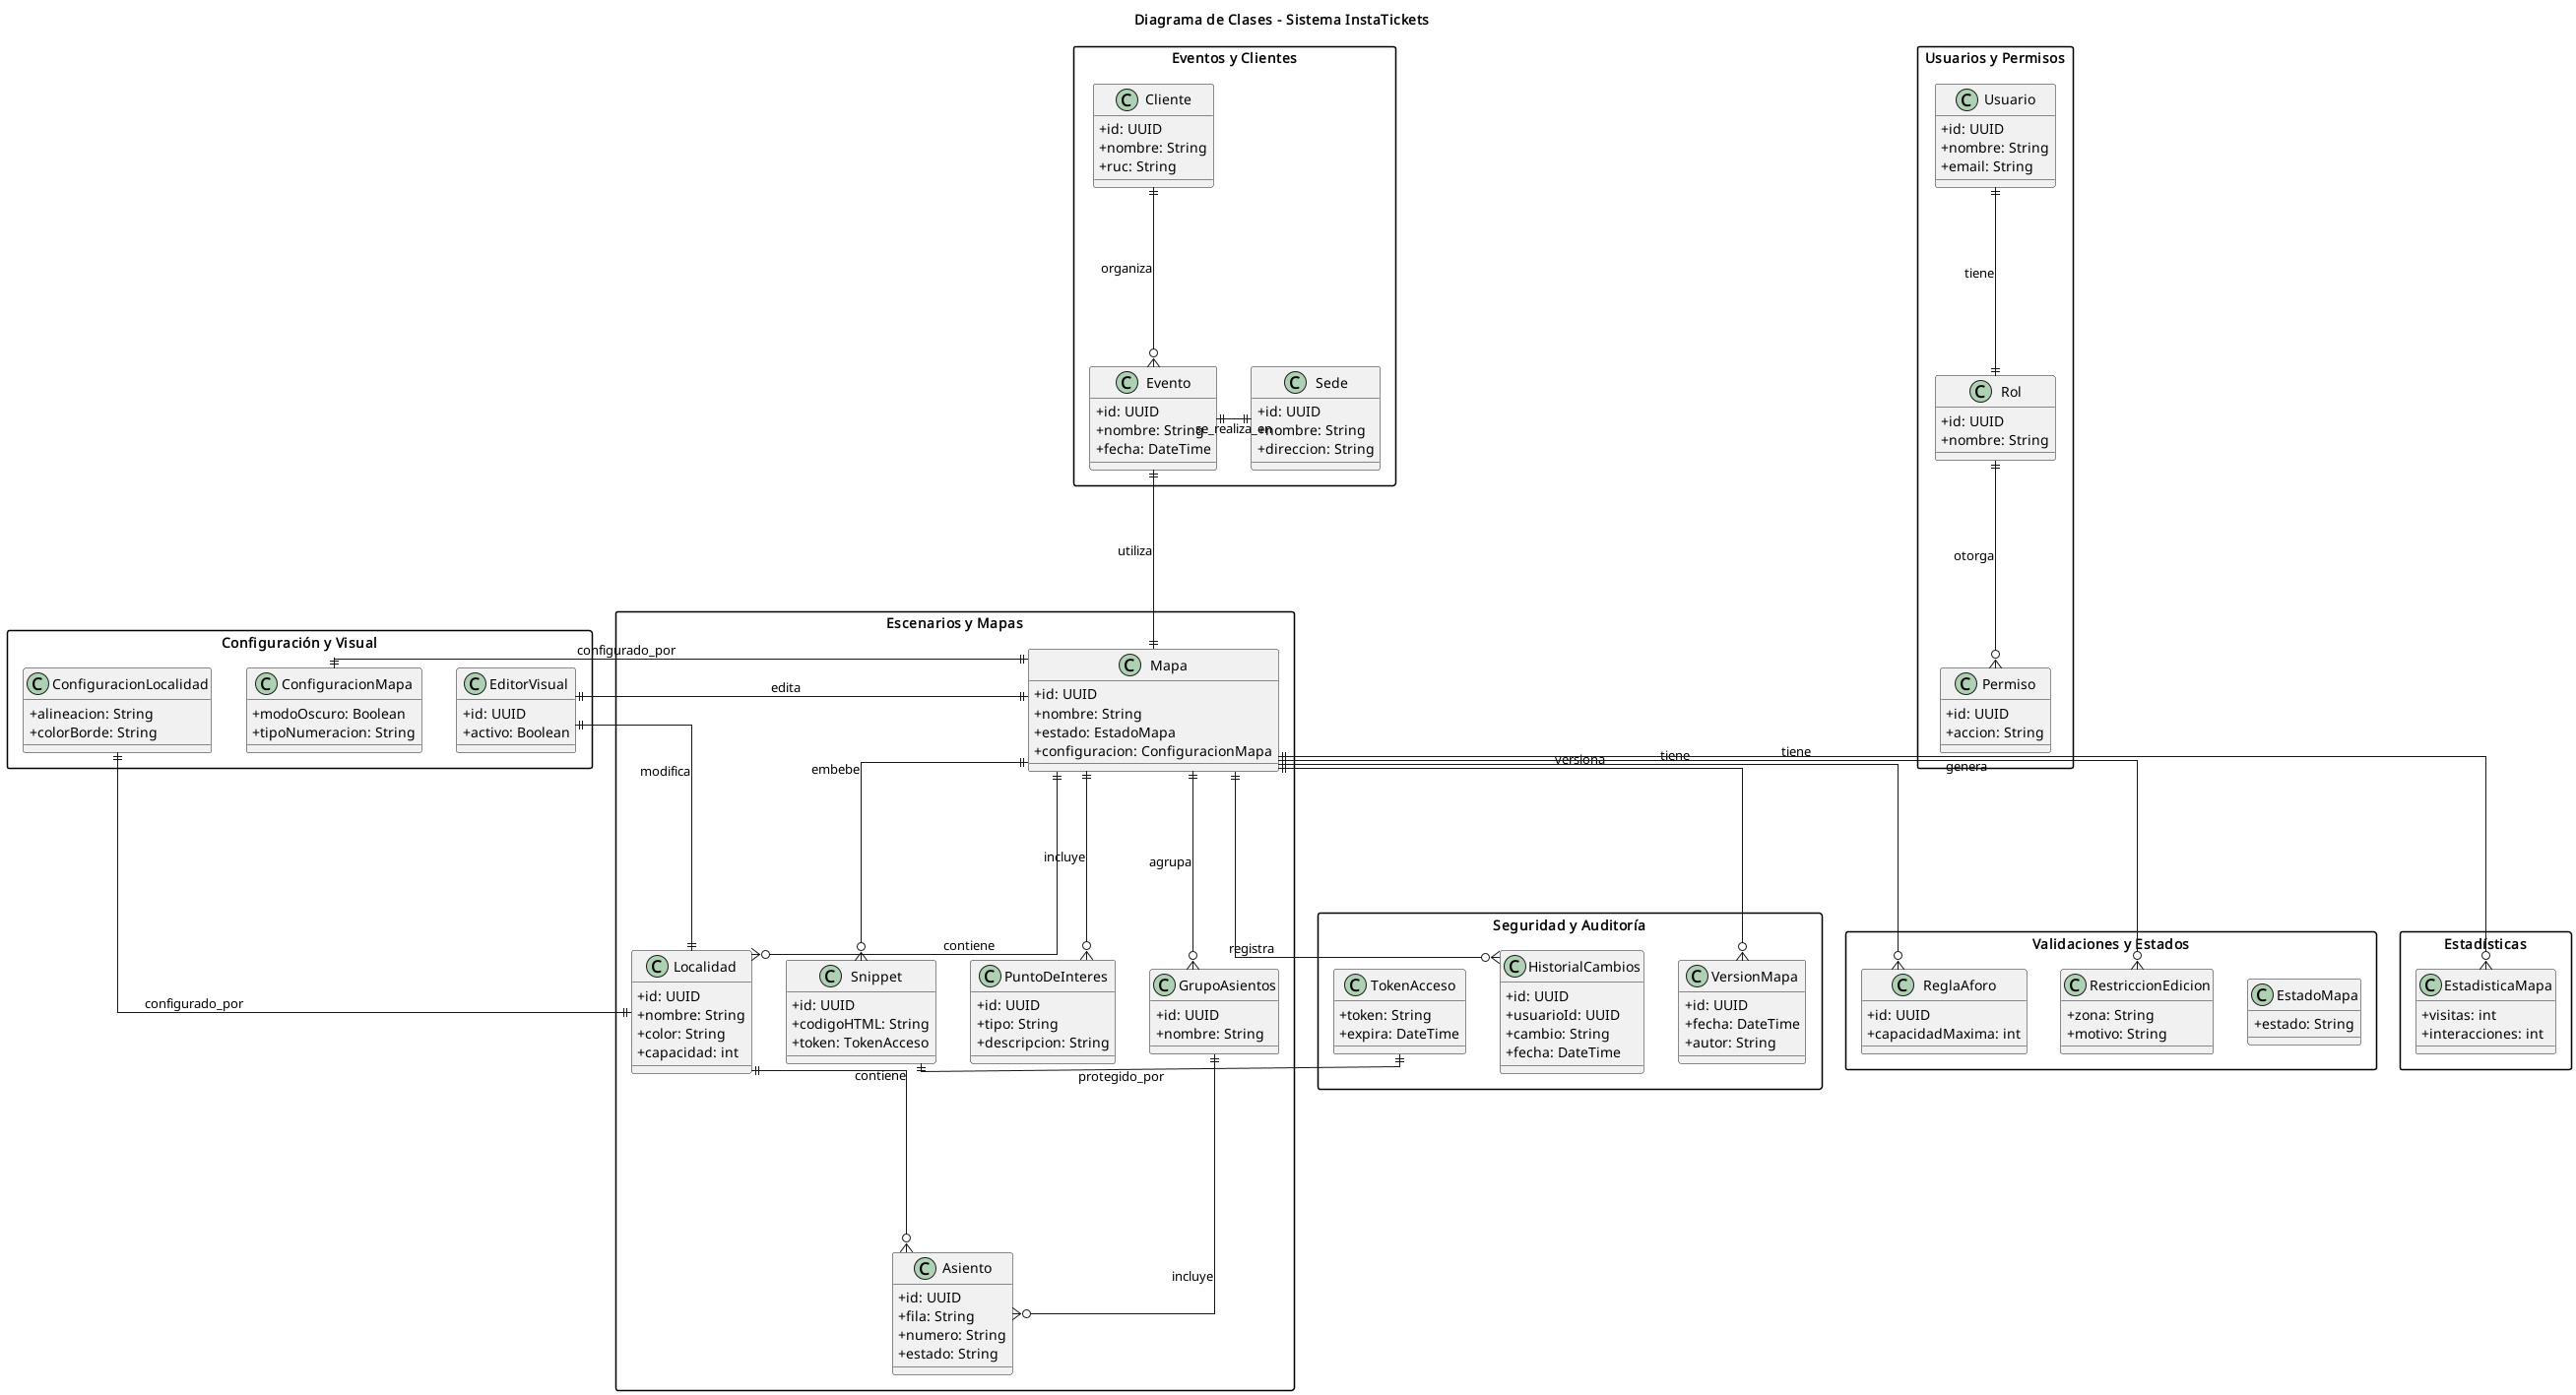 Diagrama de Clases - Sistema InstaTickets
Eventos y Clientes
C Cliente
+id: UUID
+nombre: String
+ruc: String
organiza
C Evento
+id: UUID
+nombre: String
+fecha: DateTime
se_realiza_en
C Sede
+id: UUID
+nombre: String
+direccion: String
utiliza
Usuarios y Permisos
C Usuario
+id: UUID
+nombre: String
+email: String
tiene
C Rol
+id: UUID
+nombre: String
otorga
C Permiso
+id: UUID
+accion: String
Configuración y Visual
C ConfiguracionLocalidad
+alineacion: String
+colorBorde: String
C ConfiguracionMapa
+modoOscuro: Boolean
+tipoNumeracion: String
C EditorVisual
+id: UUID
+activo: Boolean
configurado_por
edita
modifica
configurado_por
Escenarios y Mapas
C Mapa
+id: UUID
+nombre: String
+estado: EstadoMapa
+configuracion: ConfiguracionMapa
embebe
incluye
agrupa
contiene
registra
versiona
tiene
tiene
genera
C Localidad
+id: UUID
+nombre: String
+color: String
+capacidad: int
C Snippet
+id: UUID
+codigoHTML: String
+token: TokenAcceso
C PuntoDeInteres
+id: UUID
+tipo: String
+descripcion: String
C GrupoAsientos
+id: UUID
+nombre: String
contiene
protegido_por
incluye
C Asiento
+id: UUID
+fila: String
+numero: String
+estado: String
Seguridad y Auditoría
C TokenAcceso
+token: String
+expira: DateTime
C HistorialCambios
+id: UUID
+usuarioId: UUID
+cambio: String
+fecha: DateTime
C VersionMapa
+id: UUID
+fecha: DateTime
+autor: String
Validaciones y Estados
C ReglaAforo
+id: UUID
+capacidadMaxima: int
C RestriccionEdicion
+zona: String
+motivo: String
C EstadoMapa
+estado: String
Estadísticas
C EstadisticaMapa
+visitas: int
+interacciones: int